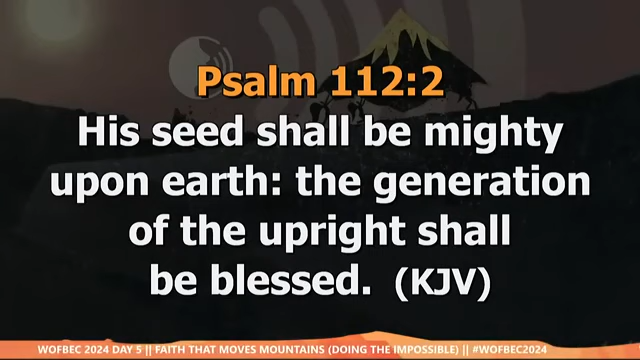 Psalm 112:2
His seed shall be mighty
upon earth: the generation
of the upright shall
be blessed. (KJV)
WOFBEC 2024 DAY 5 || FAITH THAT MOVES MOUNTAINS (DOING THE IMPOSSIBLE) || #WOFBEC2024